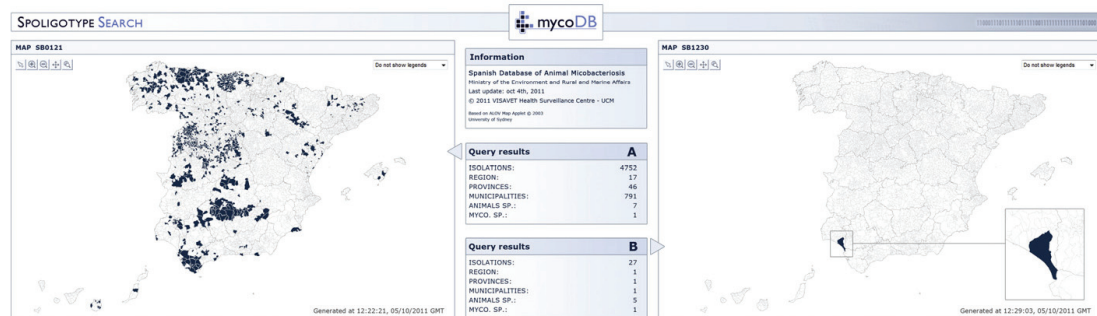 SPOLIGOTYPE SEARCH
mycoDB
MAP SB0121
Do not show legends
Generated at 12:22:21, 05/10/2011 GMT
Information
Spanish Database of Animal Micobacteriosis
Ministry of the Environment and Rural and Marine Affairs
Last update: oct 4th, 2011
© 2011 VISAVET Health Surveillance Centre - UCM
Based on ALOV Map Applet © 2003
University of Sydney
Query results A
ISOLATIONS: 4752
REGION: 17
PROVINCES: 46
MUNICIPALITIES: 791
ANIMALS SP.: 7
MYCO. SP.: 1
Query results B
ISOLATIONS: 27
REGION: 1
PROVINCES: 1
MUNICIPALITIES: 1
ANIMALS SP.: 5
MYCO. SP.: 1
MAP SB1230
Do not show legends
Generated at 12:29:03, 05/10/2011 GMT